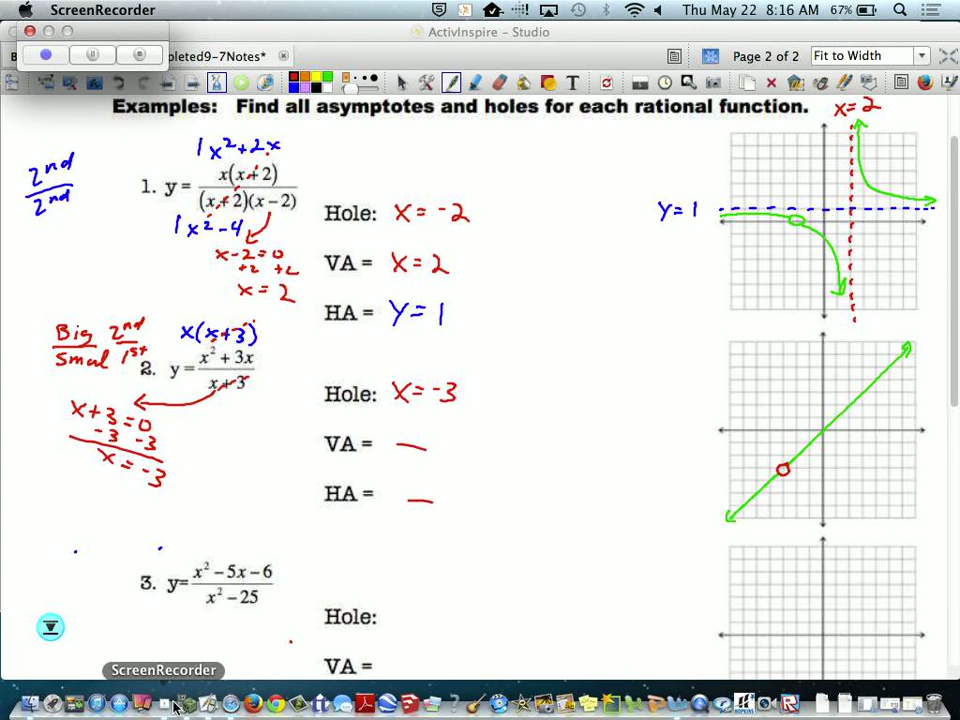 ScreenRecorder
Thu May 22 8:16 AM 67%
ActivInspire - Studio
pleted9-7Notes*
Page 2 of 2 Fit to Width
Examples: Find all asymptotes and holes for each rational function.
x=2
2nd
2nd
1x²+2x
1. y = x(x+2)
(x+2)(x−2)
1x²−4
x-2=0
+2 +2
x = 2
Hole: x = -2
VA = x = 2
HA = y = 1
y = 1
Big 2nd
Small 1st
x(x+3)
2. y = x² + 3x
x+3
x+3=0
-3 -3
x = -3
Hole: x = -3
VA = —
HA = —
3. y= x² − 5x − 6
x² − 25
Hole:
VA =
ScreenRecorder